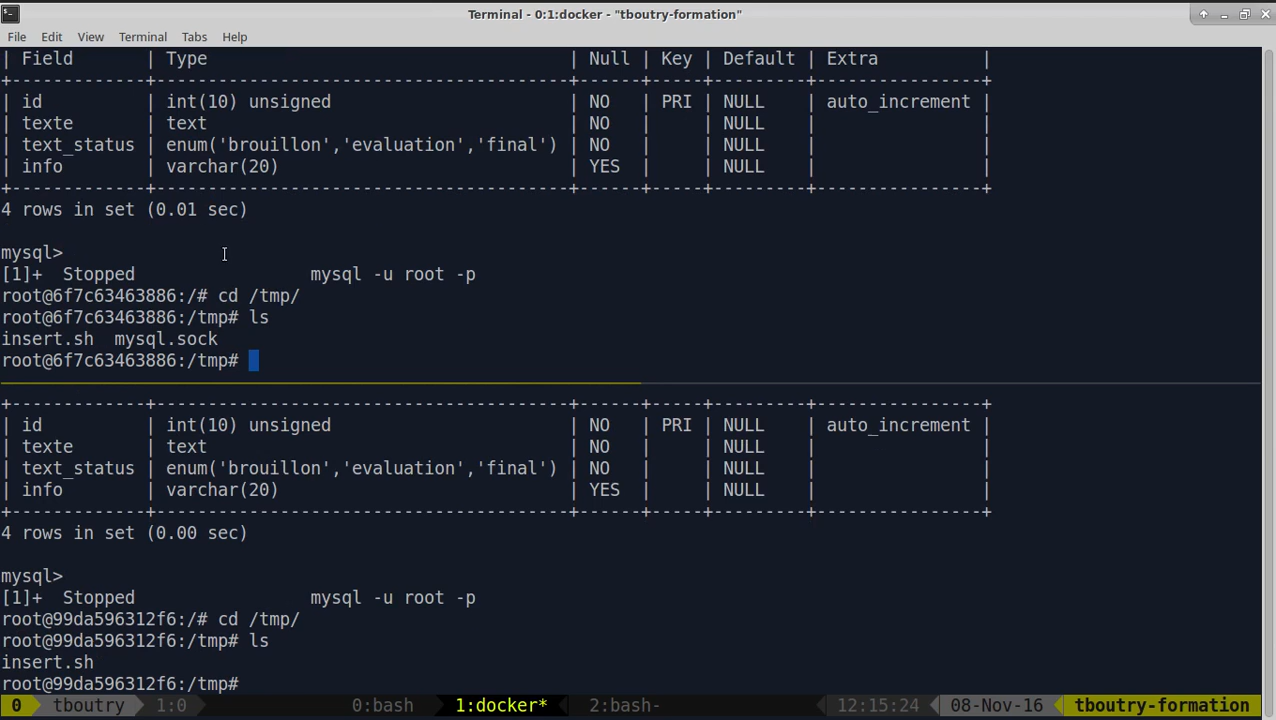 Terminal - 0:1:docker - "tboutry-formation"
File Edit View Terminal Tabs Help
| Field | Type | Null | Key | Default | Extra |
+------------+----------------------------------------+------+-----+---------+----------------+
| id | int(10) unsigned | NO | PRI | NULL | auto_increment |
| texte | text | NO | | NULL | |
| text_status | enum('brouillon','evaluation','final') | NO | | NULL | |
| info | varchar(20) | YES | | NULL | |
+-------------+----------------------------------------+------+-----+---------+----------------+
4 rows in set (0.01 sec)
mysql>
[1]+ Stopped mysql -u root -p
root@6f7c63463886:/# cd /tmp/
root@6f7c63463886:/tmp# ls
insert.sh mysql.sock
root@6f7c63463886:/tmp#
+-------------+----------------------------------------+------+-----+---------+----------------+
| id | int(10) unsigned | NO | PRI | NULL | auto_increment |
| texte | text | NO | | NULL | |
| text_status | enum('brouillon','evaluation','final') | NO | | NULL | |
| info | varchar(20) | YES | | NULL | |
+-------------+----------------------------------------+------+-----+---------+----------------+
4 rows in set (0.00 sec)
mysql>
[1]+ Stopped mysql -u root -p
root@99da596312f6:/# cd /tmp/
root@99da596312f6:/tmp# ls
insert.sh
root@99da596312f6:/tmp#
0 tboutry 1:0 0:bash 1:docker* 2:bash- 12:15:24 08-Nov-16 tboutry-formation